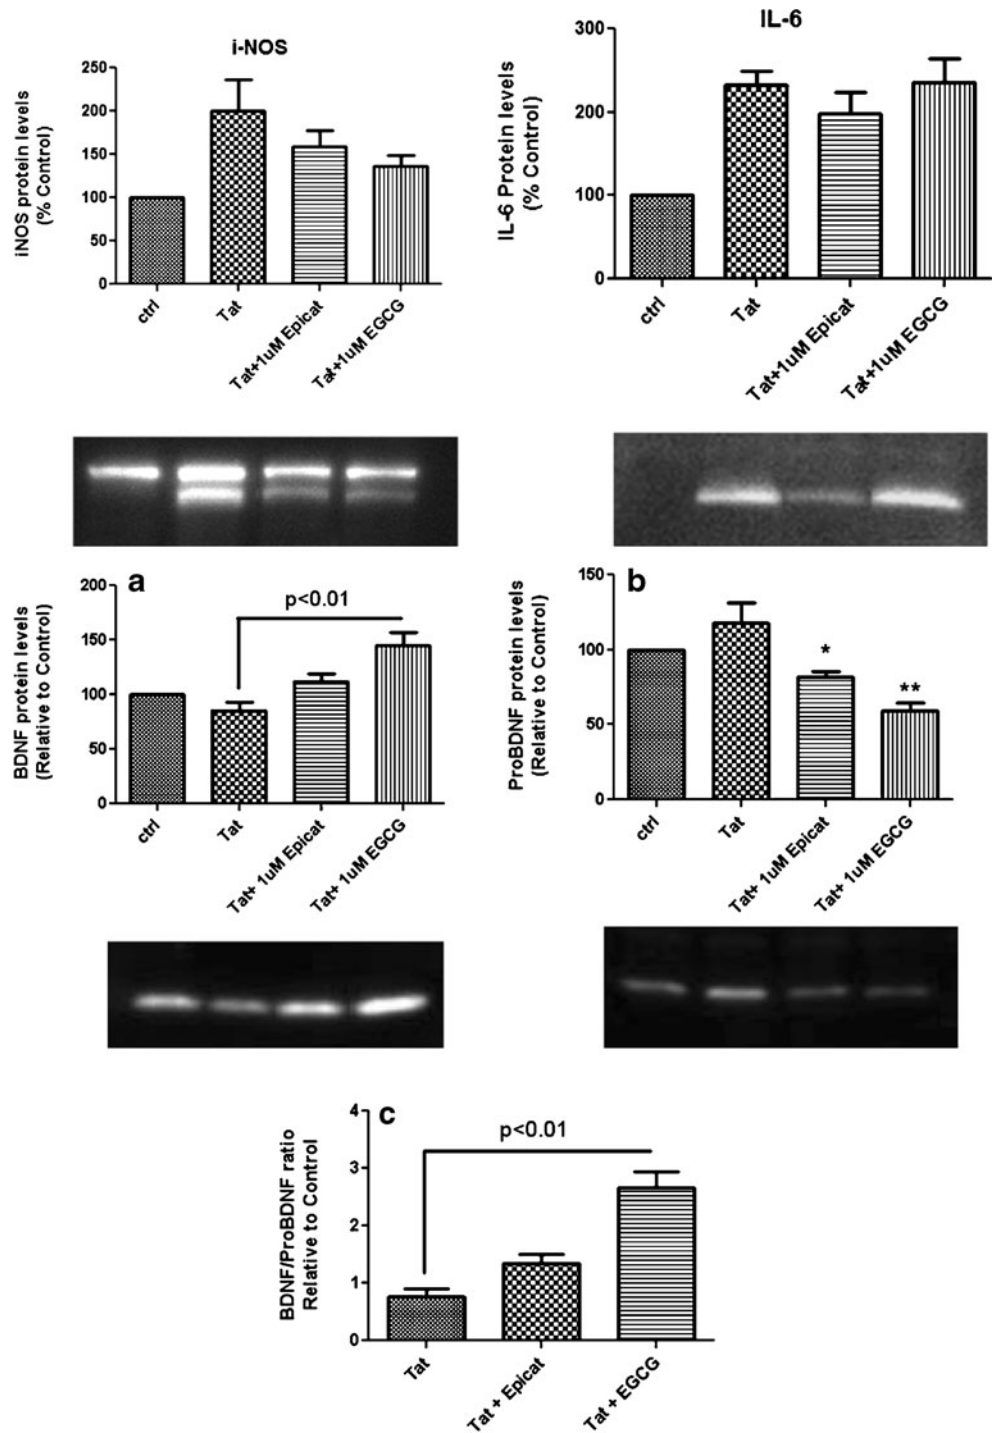 i-NOS
iNOS protein levels
(% Control)
250
200
150
100
50
0
ctrl
Tat
Tat+1uM Epicat
Tat+1uM EGCG
IL-6
IL-6 Protein levels
(% Control)
300
200
100
0
ctrl
Tat
Tat+1uM Epicat
Tat+1uM EGCG
a
BDNF protein levels
(Relative to Control)
200
150
100
50
0
p<0.01
ctrl
Tat
Tat+ 1uM Epicat
Tat+ 1uM EGCG
b
ProBDNF protein levels
(Relative to Control)
150
100
50
0
*
**
ctrl
Tat
Tat+ 1uM Epicat
Tat+ 1uM EGCG
c
BDNF/ProBDNF ratio
Relative to Control
4
3
2
1
0
p<0.01
Tat
Tat + Epicat
Tat + EGCG